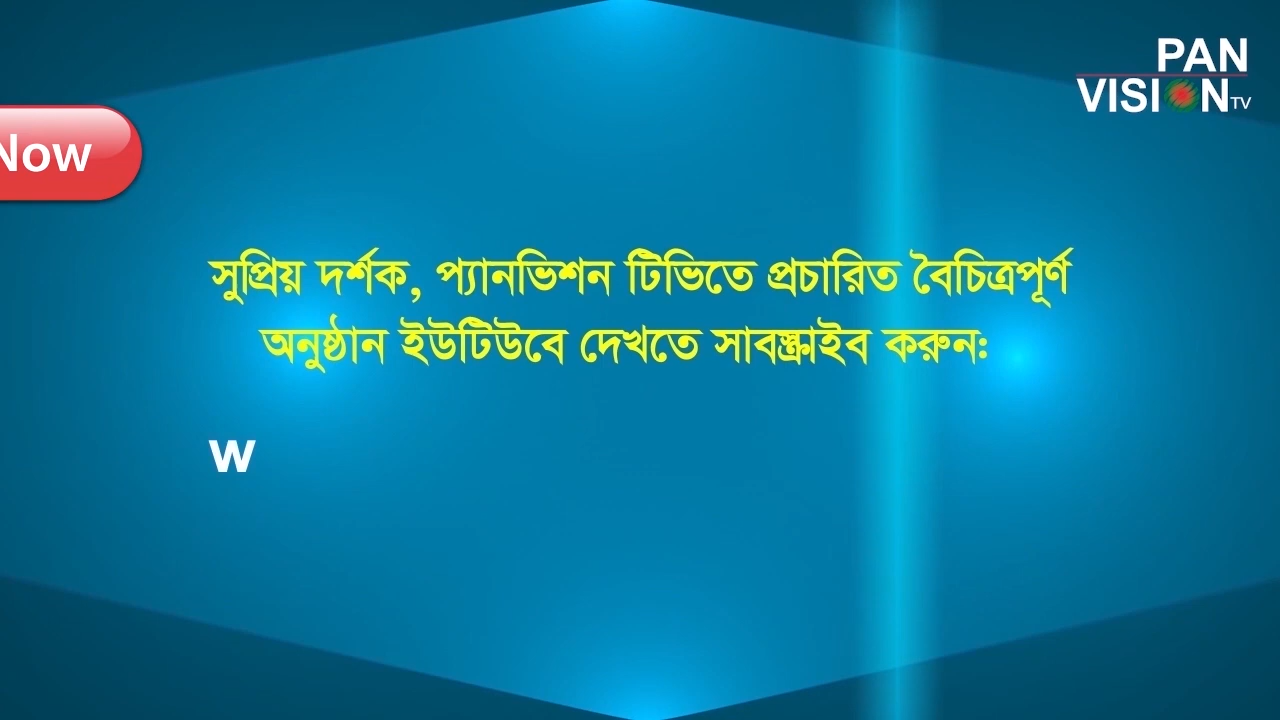 PAN
VISION TV
Now
সুপ্রিয় দর্শক, প্যানভিশন টিভিতে প্রচারিত বৈচিত্রপূর্ণ
অনুষ্ঠান ইউটিউবে দেখতে সাবস্ক্রাইব করুনঃ
w